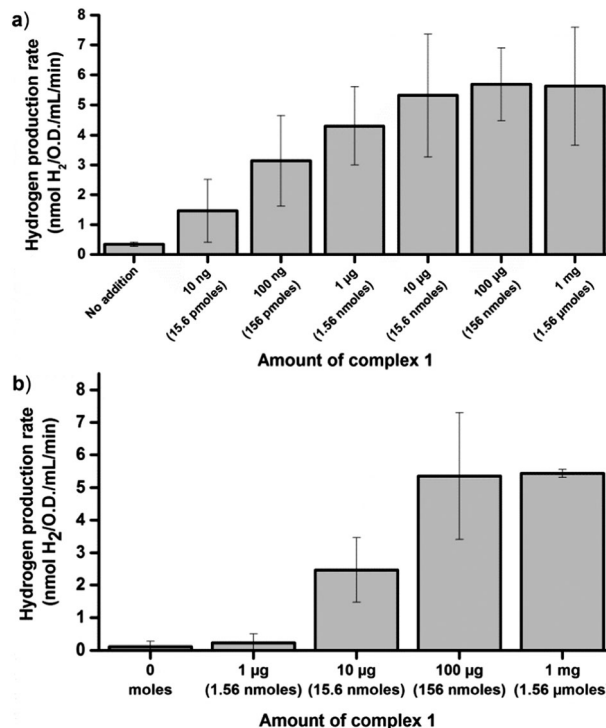 a)
Hydrogen production rate
(nmol H₂/O.D./mL/min)
8
7
6
5
4
3
2
1
0
No addition
10 ng
(15.6 pmoles)
100 ng
(156 pmoles)
1 µg
(1.56 nmoles)
10 µg
(15.6 nmoles)
100 µg
(156 nmoles)
1 mg
(1.56 µmoles)
Amount of complex 1
b)
Hydrogen production rate
(nmol H2/O.D./mL/min)
8
7
6
5
4
3
2
1
0
0
moles
1 µg
(1.56 nmoles)
10 µg
(15.6 nmoles)
100 µg
(156 nmoles)
1 mg
(1.56 µmoles)
Amount of complex 1